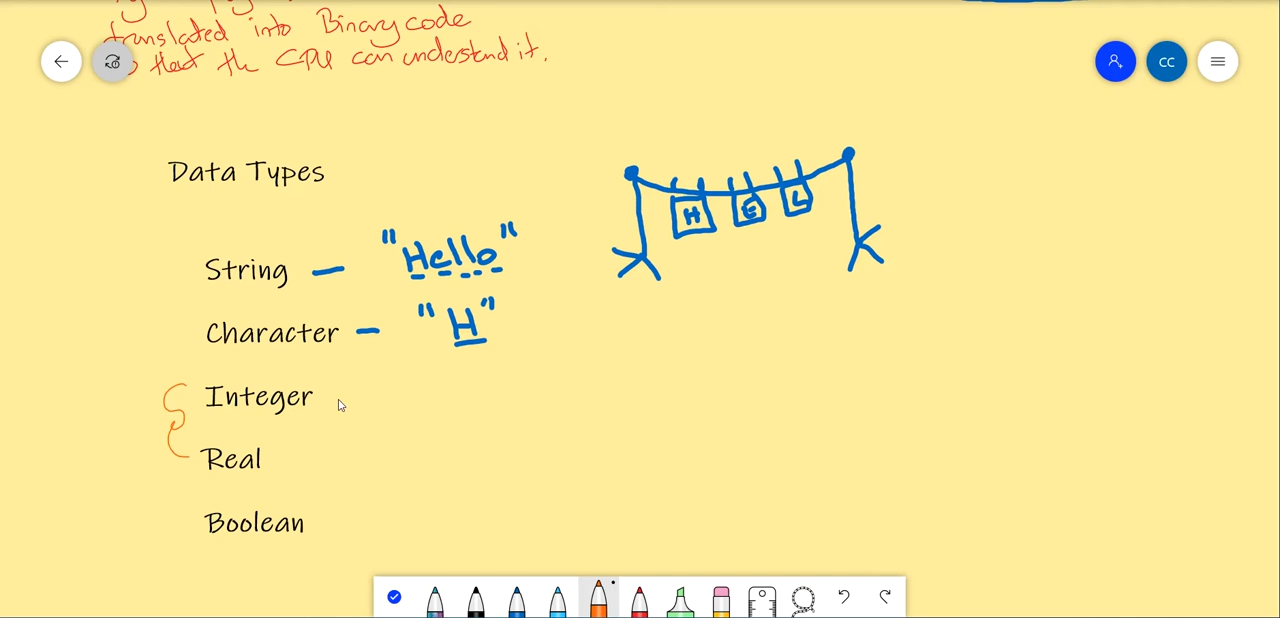 translated into Binary code
that the CPU can understand it.
CC
Data Types
String - "Hello"
H E L
Character - "H"
Integer
Real
Boolean